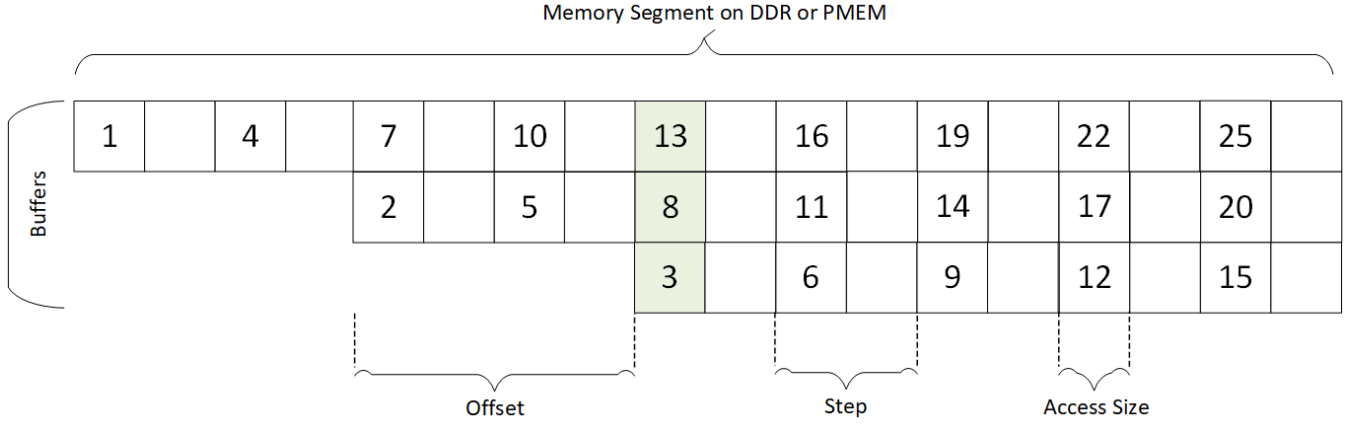 Memory Segment on DDR or PMEM
Buffers
1 4 7 10 13 16 19 22 25
2 5 8 11 14 17 20
3 6 9 12 15
Offset Step Access Size